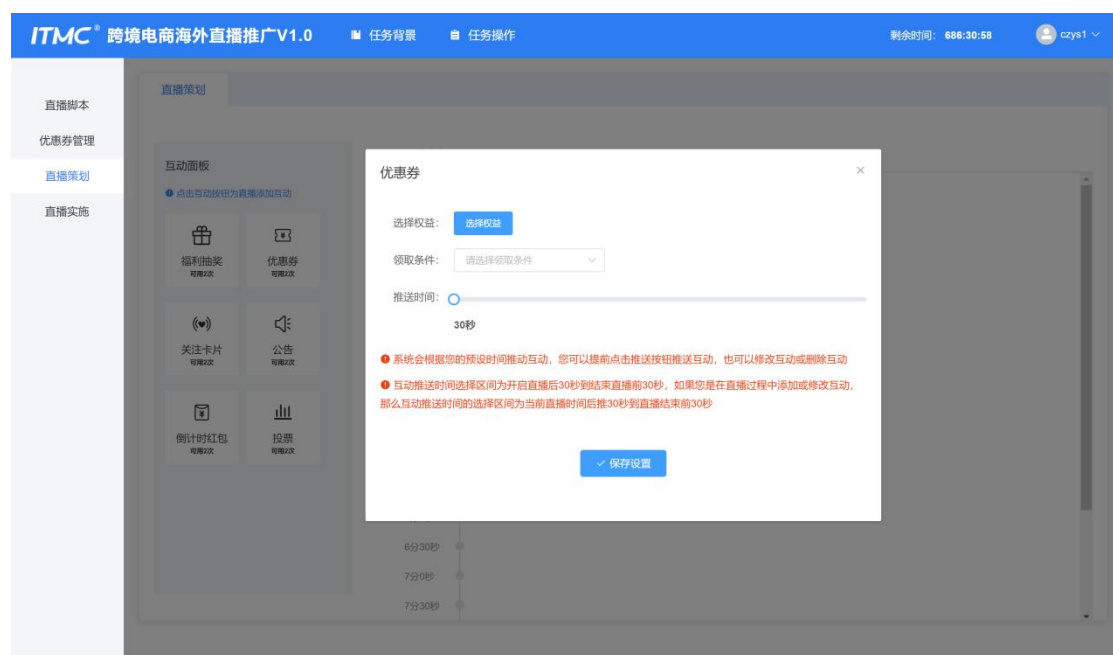 ITMC® 跨境电商海外直播推广V1.0 任务背景 任务操作 剩余时间: 686:30:58 czys1
直播脚本
优惠券管理
直播策划
直播实施
直播策划
互动面板
点击互动按钮为直播添加互动
福利抽奖 优惠券
可用2次 可用2次
关注卡片 公告
可用2次 可用2次
倒计时红包 投票
可用2次 可用2次
优惠券
选择权益: 选择权益
领取条件: 请选择领取条件
推送时间:
30秒
系统会根据您的预设时间推动互动, 您可以提前点击推送按钮推送互动, 也可以修改互动或删除互动
互动推送时间选择区间为开启直播后30秒到结束直播前30秒, 如果您是在直播过程中添加或修改互动,
那么互动推送时间的选择区间为当前直播时间后推30秒到直播结束前30秒
保存设置
6分30秒
7分0秒
7分30秒